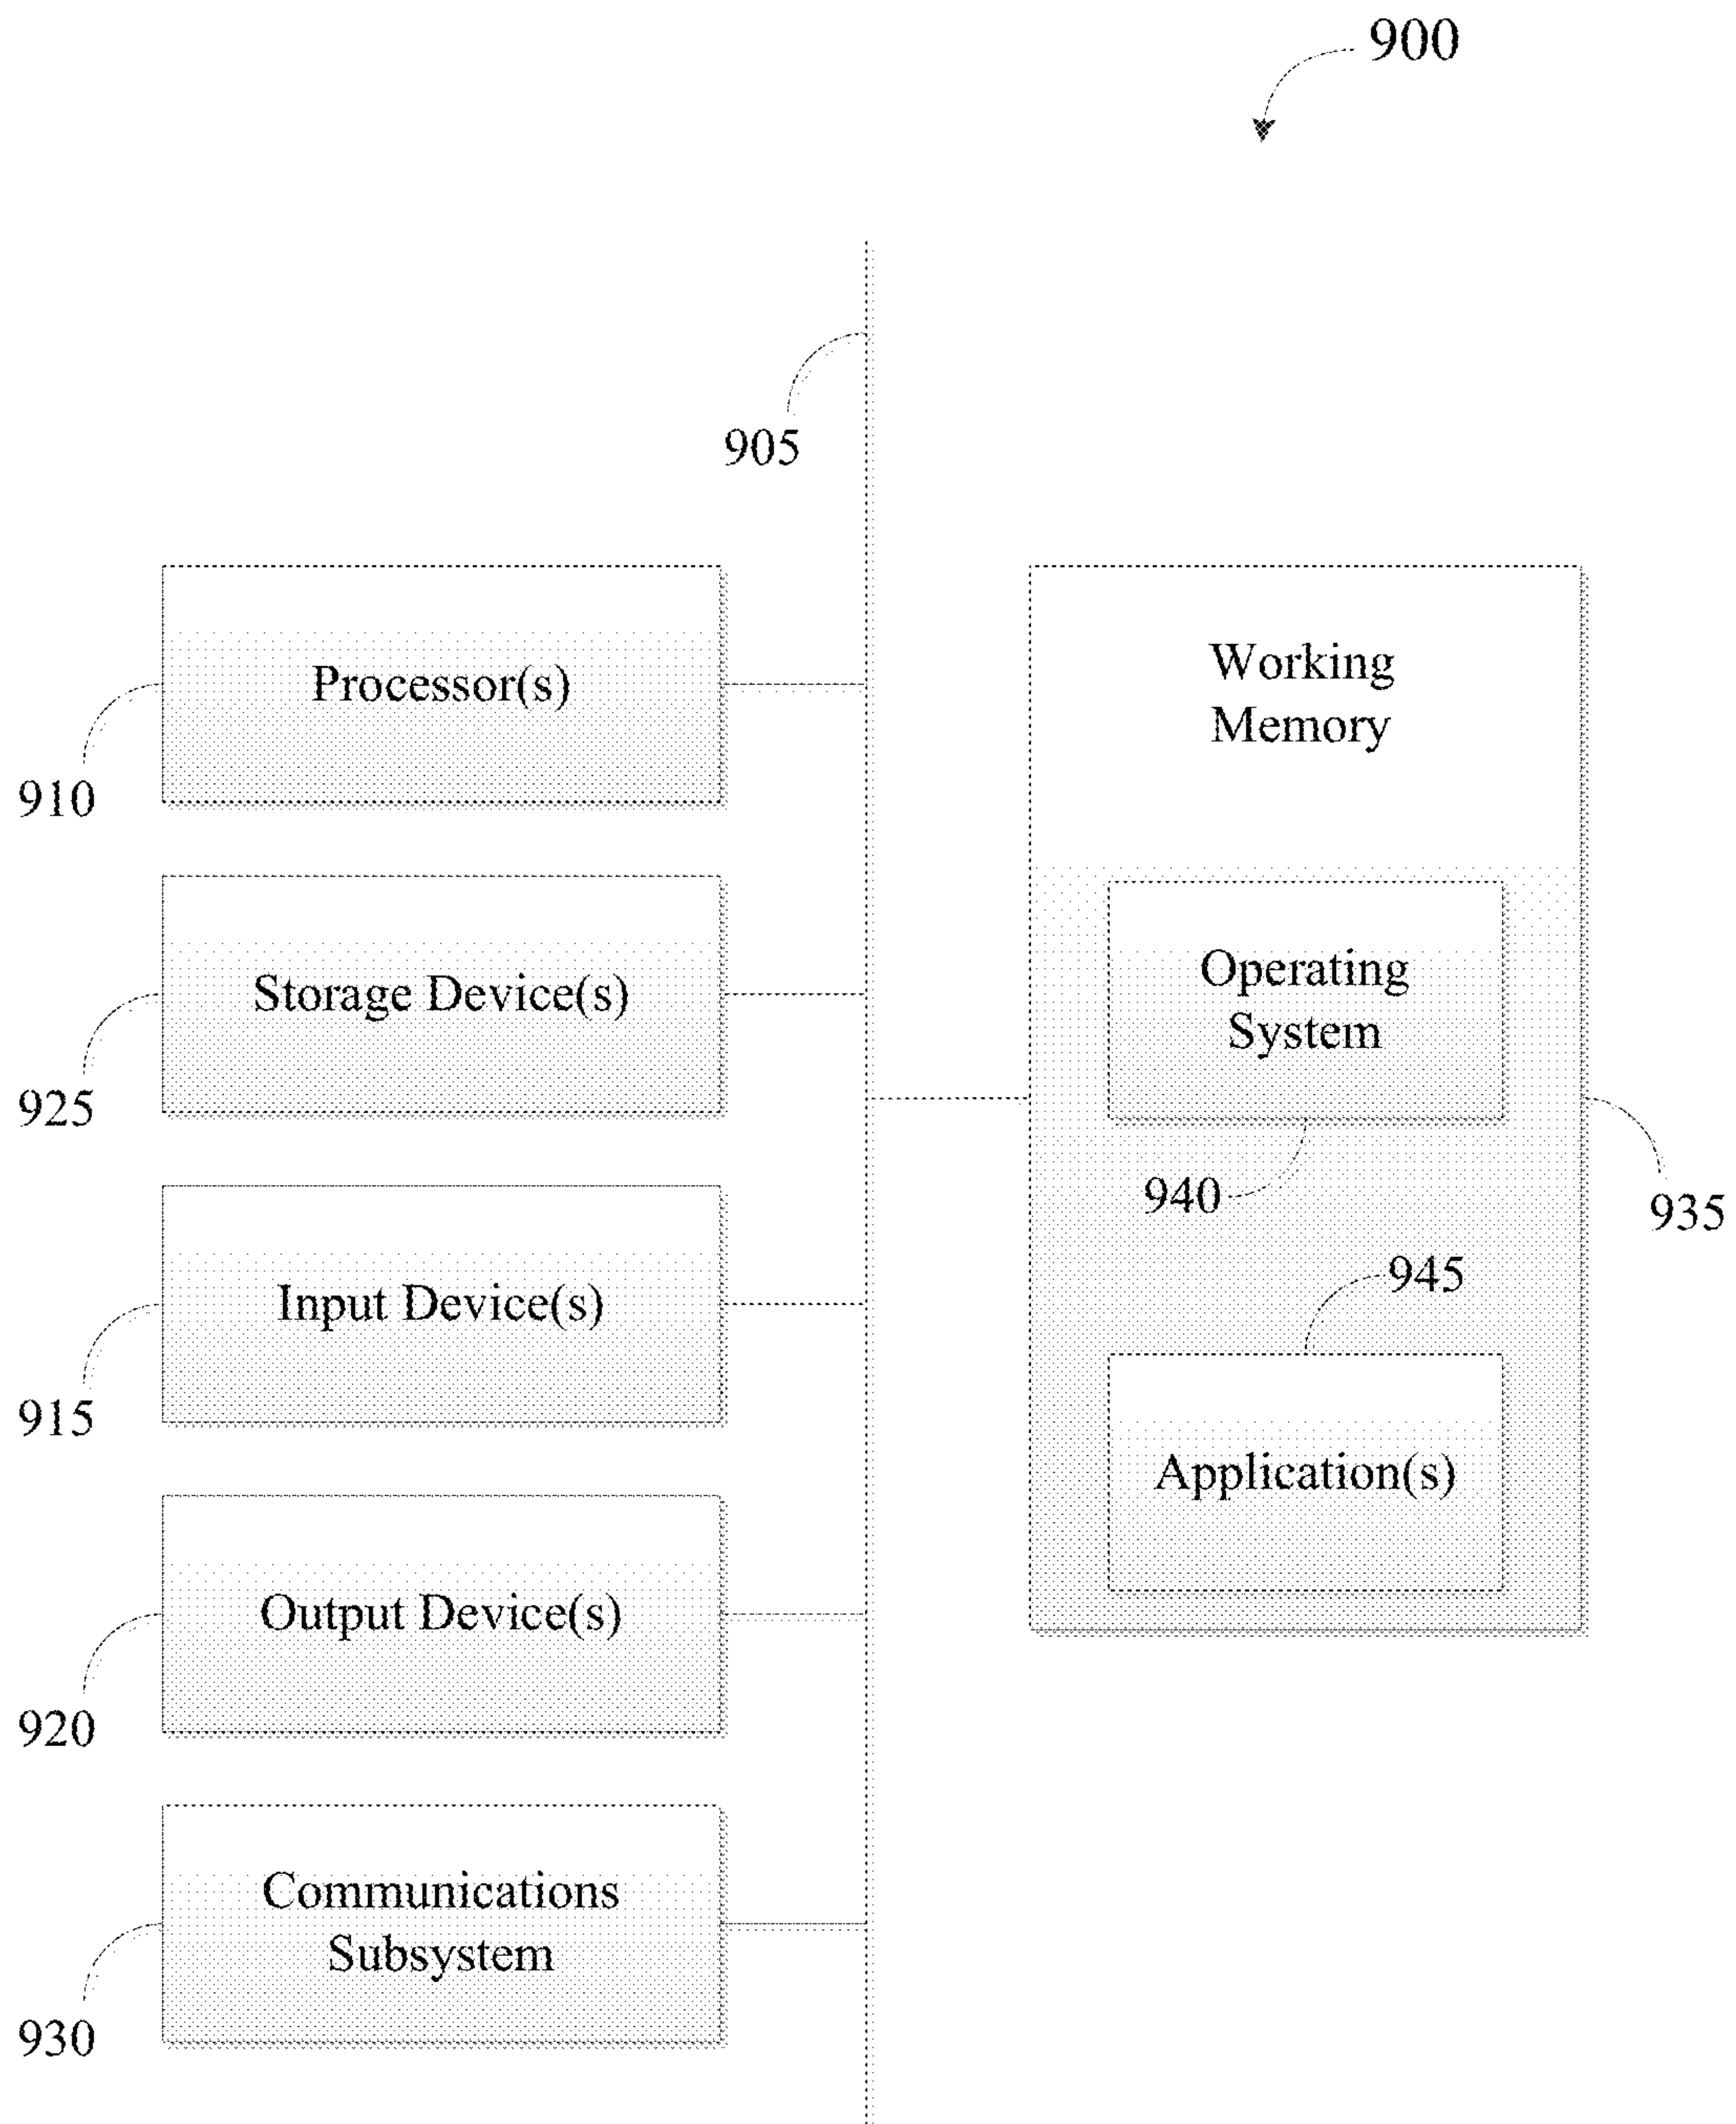 900
905
Processor(s)
910
Storage Device(s)
925
Input Device(s)
915
Output Device(s)
920
Communications
Subsystem
930
Working
Memory
Operating
System
940
935
945
Application(s)